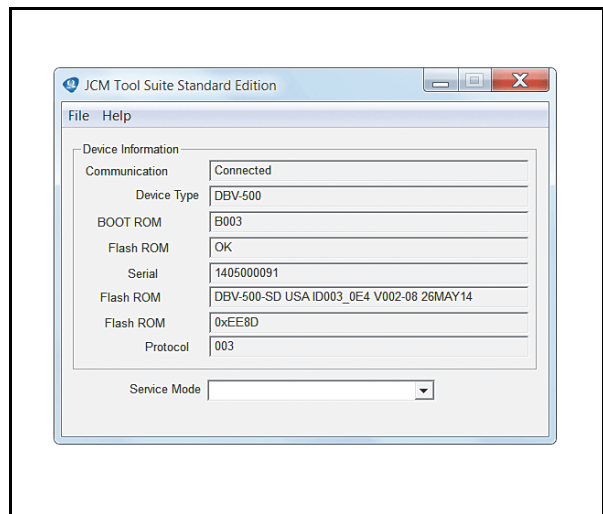 JCM Tool Suite Standard Edition
File Help
Device Information
Communication Connected
Device Type DBV-500
BOOT ROM B003
Flash ROM OK
Serial 1405000091
Flash ROM DBV-500-SD USA ID003_0E4 V002-08 26MAY14
Flash ROM 0xEE8D
Protocol 003
Service Mode